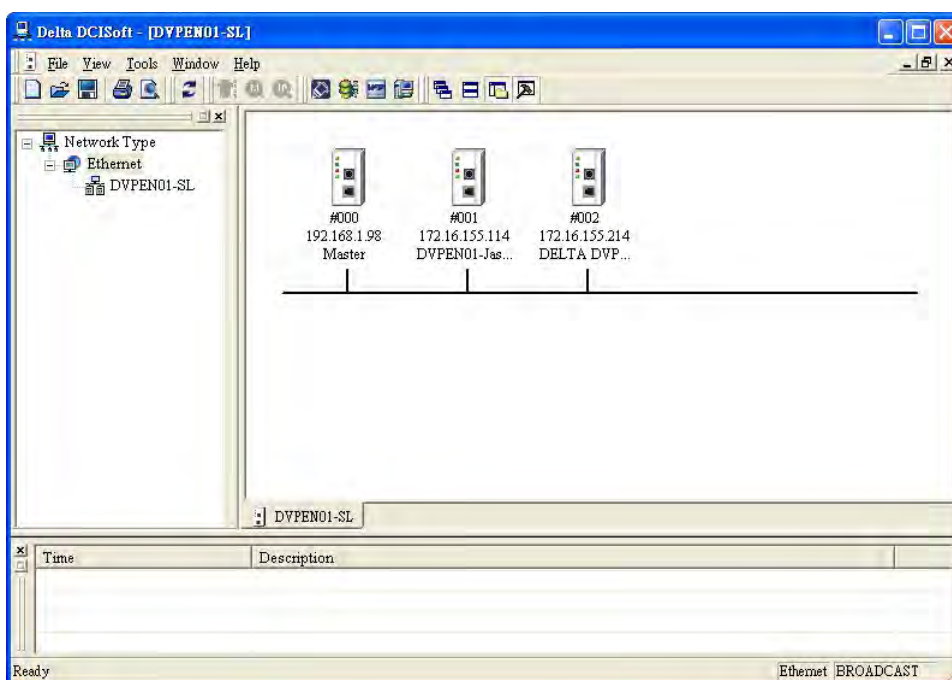 Delta DCISoft - [DVPEN01-SL]
File View Tools Window Help
Network Type
Ethernet
DVPEN01-SL
#000
192.168.1.98
Master
#001
172.16.155.114
DVPEN01-Jas...
#002
172.16.155.214
DELTA DVP...
DVPEN01-SL
Time Description
Ready Ethernet BROADCAST